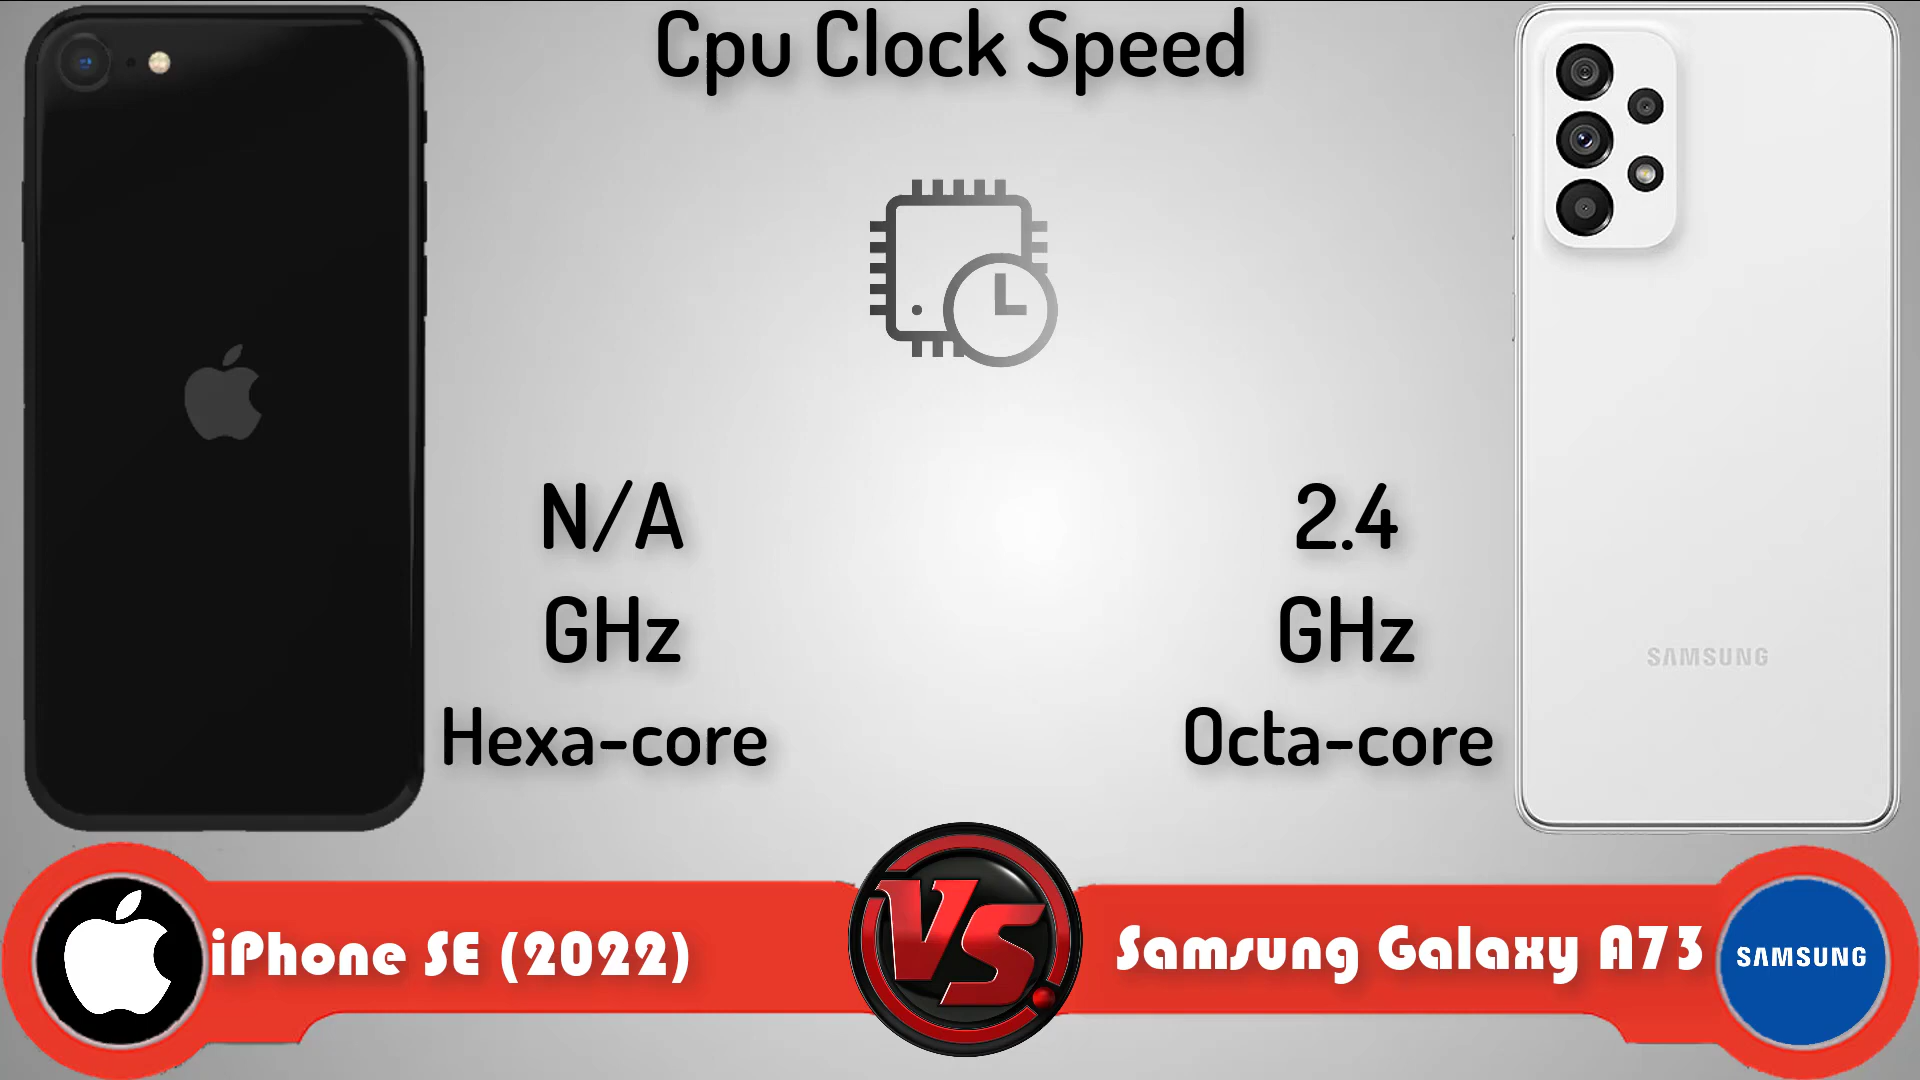 Cpu Clock Speed
N/A
GHz
Hexa-core
2.4
GHz
Octa-core
SAMSUNG
iPhone SE (2022)
VS
Samsung Galaxy A73
SAMSUNG